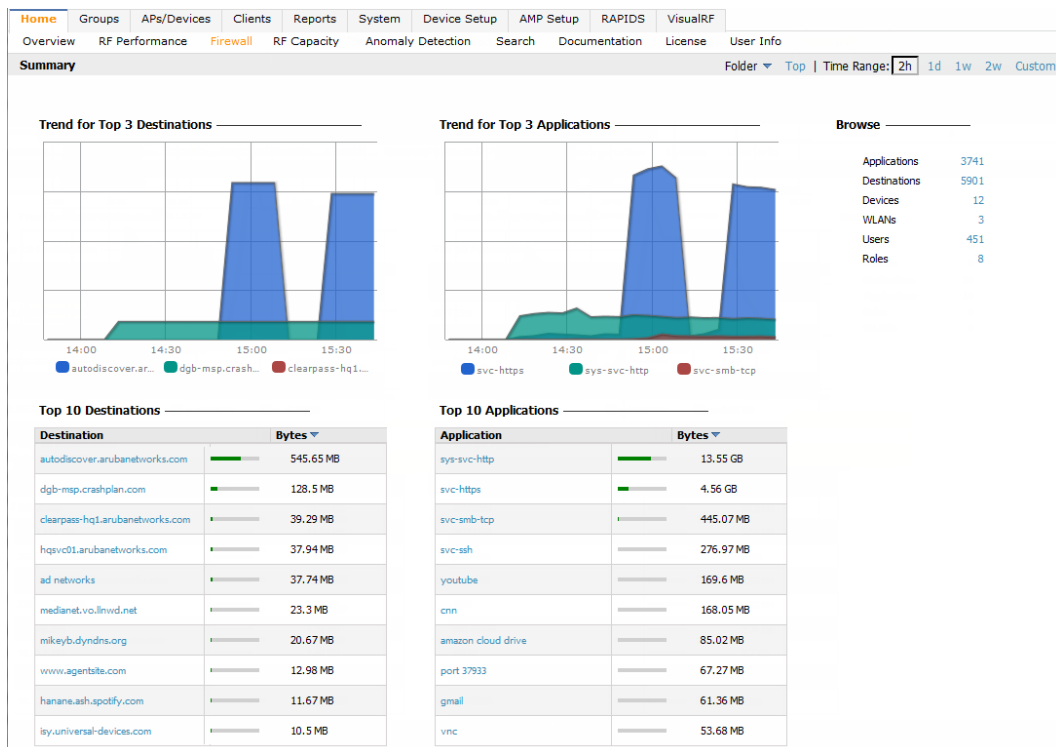 Home Groups APs/Devices Clients Reports System Device Setup AMP Setup RAPIDS VisualRF
Overview RF Performance Firewall RF Capacity Anomaly Detection Search Documentation License User Info
Summary Folder Top | Time Range: 2h 1d 1w 2w Custom
Trend for Top 3 Destinations
14:00 14:30 15:00 15:30
autodiscover.ar... dgb-msp.crash... clearpass-hq1....
Trend for Top 3 Applications
14:00 14:30 15:00 15:30
svc-https sys-svc-http svc-smb-tcp
Browse
Applications 3741
Destinations 5901
Devices 12
WLANs 3
Users 451
Roles 8
Top 10 Destinations
Destination Bytes
autodiscover.arubanetworks.com 545.65 MB
dgb-msp.crashplan.com 128.5 MB
clearpass-hq1.arubanetworks.com 39.29 MB
hqsvc01.arubanetworks.com 37.94 MB
ad networks 37.74 MB
medianet.vo.llnwd.net 23.3 MB
mikeyb.dyndns.org 20.67 MB
www.agentsite.com 12.98 MB
hanane.ash.spotify.com 11.67 MB
isy.universal-devices.com 10.5 MB
Top 10 Applications
Application Bytes
sys-svc-http 13.55 GB
svc-https 4.56 GB
svc-smb-tcp 445.07 MB
svc-ssh 276.97 MB
youtube 169.6 MB
cnn 168.05 MB
amazon cloud drive 85.02 MB
port 37933 67.27 MB
gmail 61.36 MB
vnc 53.68 MB